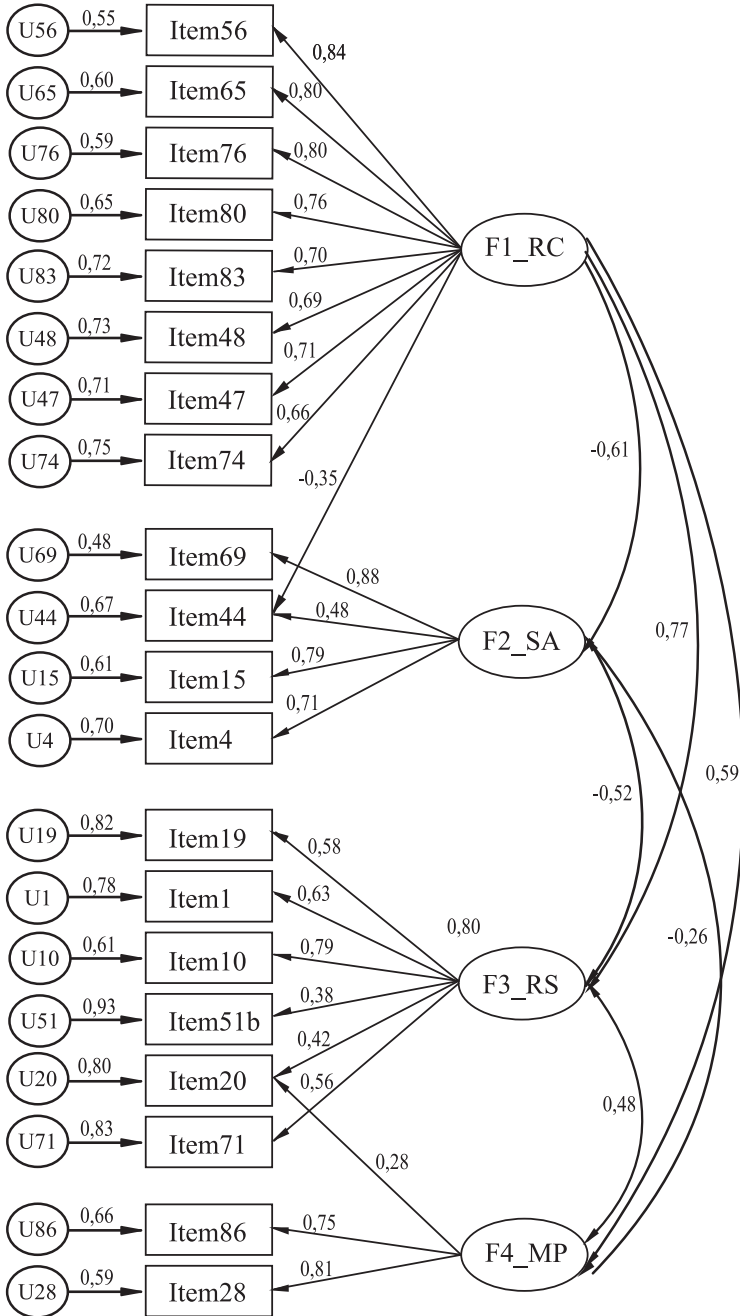 U56 0,55 Item56 0,84
U65 0,60 Item65 0,80
U76 0,59 Item76 0,80
U80 0,65 Item80 0,76
F1_RC
U83 0,72 Item83 0,70
U48 0,73 Item48 0,69
U47 0,71 Item47 0,71
U74 0,75 Item74 0,66
-0,61
-0,35
U69 0,48 Item69 0,88
U44 0,67 Item44 0,48
F2_SA 0,77
U15 0,61 Item15 0,79
U4 0,70 Item4 0,71
-0,52 0,59
U19 0,82 Item19 0,58
U1 0,78 Item1 0,63
0,80 -0,26
U10 0,61 Item10 0,79
F3_RS
U51 0,93 Item51b 0,38
U20 0,80 Item20 0,42
U71 0,83 Item71 0,56
0,48
0,28
U86 0,66 Item86 0,75
F4_MP
U28 0,59 Item28 0,81